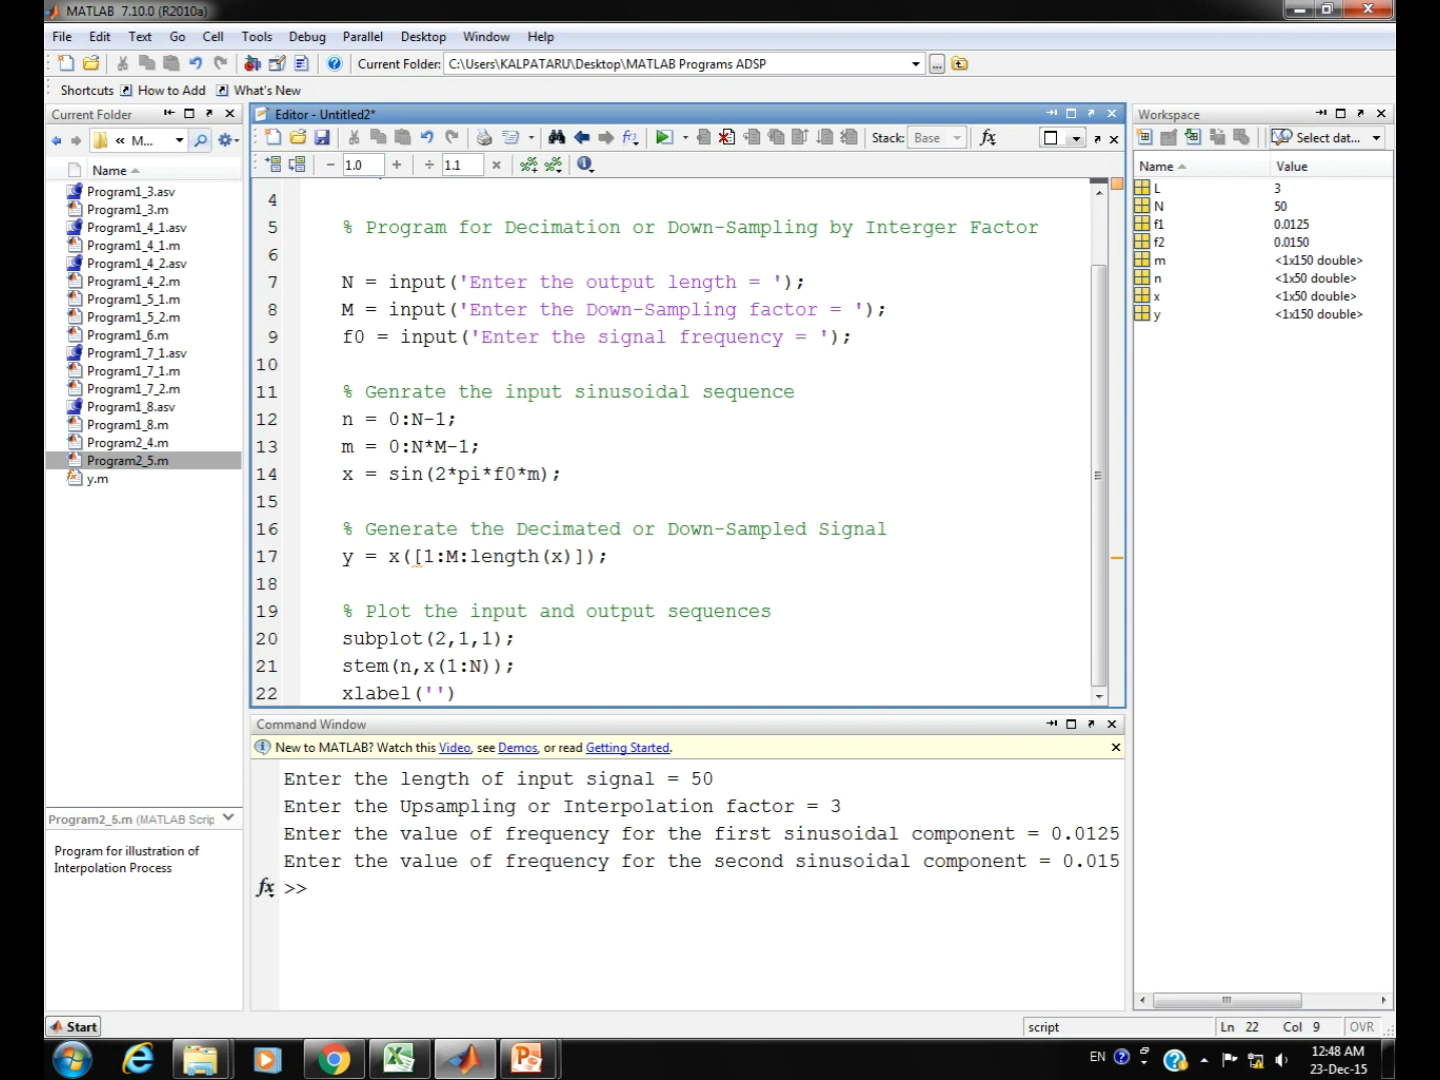 MATLAB 7.10.0 (R2010a)
File Edit Text Go Cell Tools Debug Parallel Desktop Window Help
Current Folder: C:\Users\KALPATARU\Desktop\MATLAB Programs ADSP
Shortcuts How to Add What's New
Current Folder
« M...
Name
Program1_3.asv
Program1_3.m
Program1_4_1.asv
Program1_4_1.m
Program1_4_2.asv
Program1_4_2.m
Program1_5_1.m
Program1_5_2.m
Program1_6.m
Program1_7_1.asv
Program1_7_1.m
Program1_7_2.m
Program1_8.asv
Program1_8.m
Program2_4.m
Program2_5.m
y.m
Program2_5.m (MATLAB Scrip
Program for illustration of
Interpolation Process
Editor - Untitled2*
Stack: Base fx
− 1.0 + ÷ 1.1 ×
4
5 % Program for Decimation or Down-Sampling by Interger Factor
6
7 N = input('Enter the output length = ');
8 M = input('Enter the Down-Sampling factor = ');
9 f0 = input('Enter the signal frequency = ');
10
11 % Genrate the input sinusoidal sequence
12 n = 0:N-1;
13 m = 0:N*M-1;
14 x = sin(2*pi*f0*m);
15
16 % Generate the Decimated or Down-Sampled Signal
17 y = x([1:M:length(x)]);
18
19 % Plot the input and output sequences
20 subplot(2,1,1);
21 stem(n,x(1:N));
22 xlabel('')
Command Window
New to MATLAB? Watch this Video, see Demos, or read Getting Started.
Enter the length of input signal = 50
Enter the Upsampling or Interpolation factor = 3
Enter the value of frequency for the first sinusoidal component = 0.0125
Enter the value of frequency for the second sinusoidal component = 0.015
fx >>
Workspace
Select dat...
Name Value
L 3
N 50
f1 0.0125
f2 0.0150
m <1x150 double>
n <1x50 double>
x <1x50 double>
y <1x150 double>
Start
script Ln 22 Col 9 OVR
EN
12:48 AM
23-Dec-15